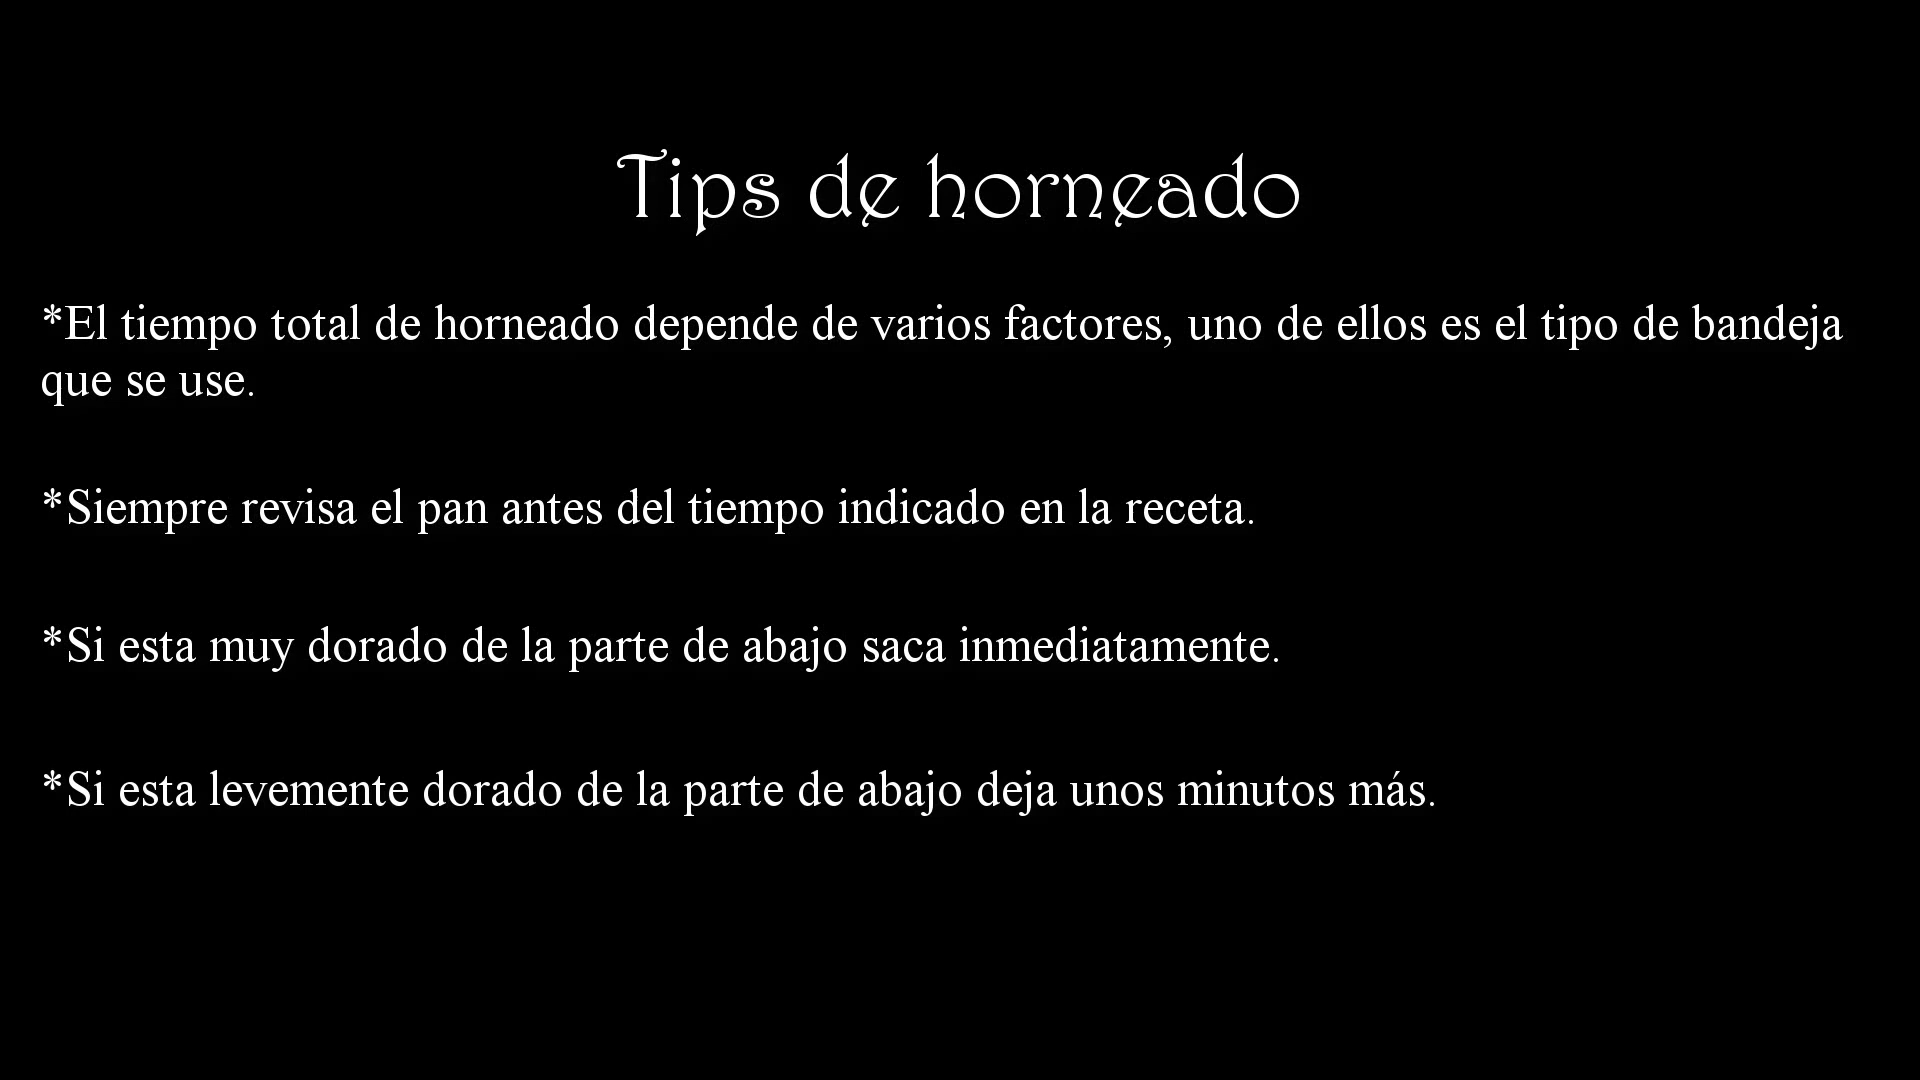 Tips de horneado
*El tiempo total de horneado depende de varios factores, uno de ellos es el tipo de bandeja
que se use.
*Siempre revisa el pan antes del tiempo indicado en la receta.
*Si esta muy dorado de la parte de abajo saca inmediatamente.
*Si esta levemente dorado de la parte de abajo deja unos minutos más.